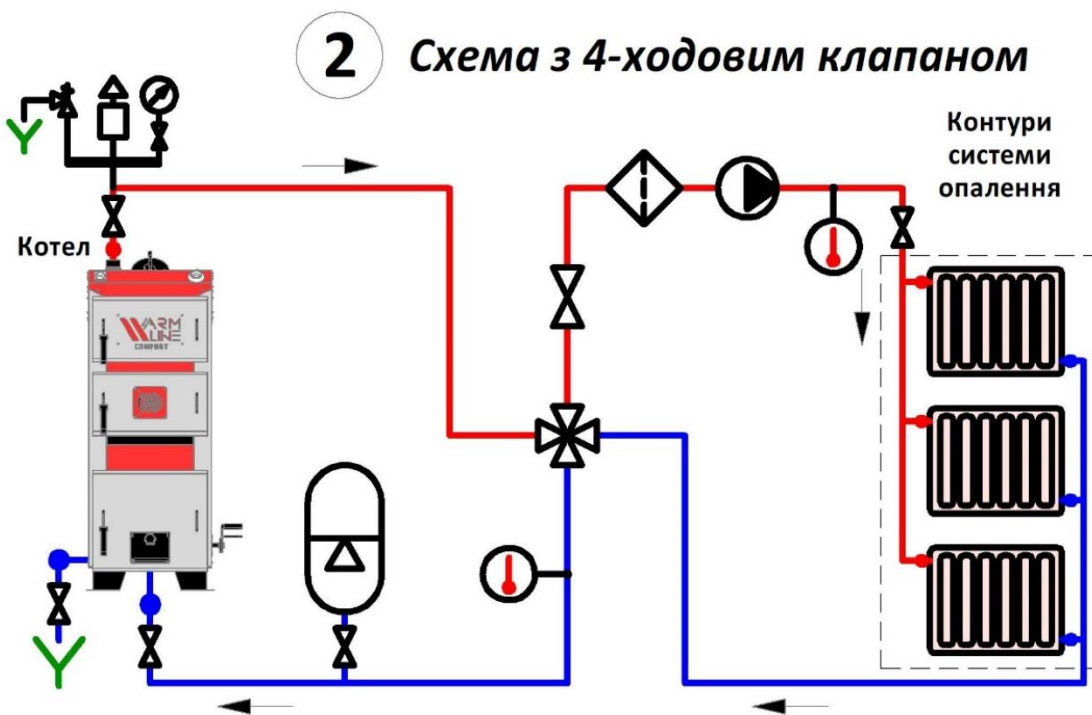 2 Схема з 4-ходовим клапаном
Контури
системи
опалення
Котел
WARM
LINE
COMFORT